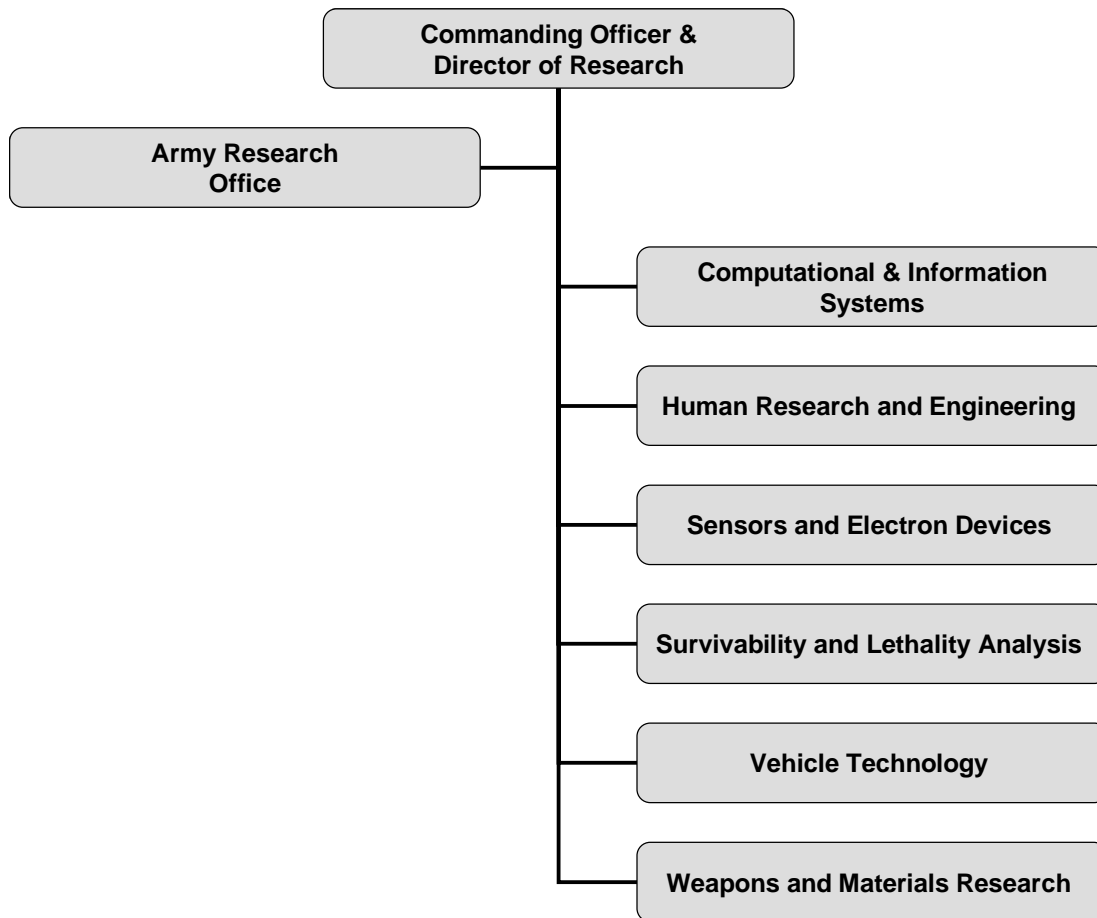 Commanding Officer &
Director of Research
Army Research
Office
Computational & Information
Systems
Human Research and Engineering
Sensors and Electron Devices
Survivability and Lethality Analysis
Vehicle Technology
Weapons and Materials Research